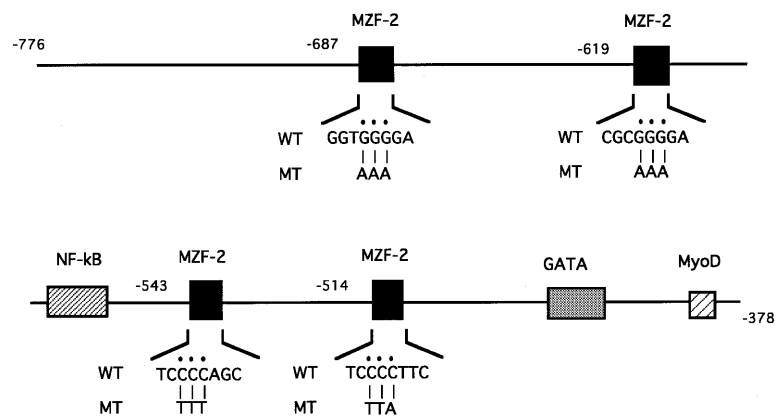 MZF-2 MZF-2
-776 -687 -619
WT GGTGGGGA WT CGCGGGGA
MT AAA MT AAA
NF-kB MZF-2 MZF-2 GATA MyoD
-543 -514 -378
WT TCCCCAGC WT TCCCCTTC
MT TTT MT TTA